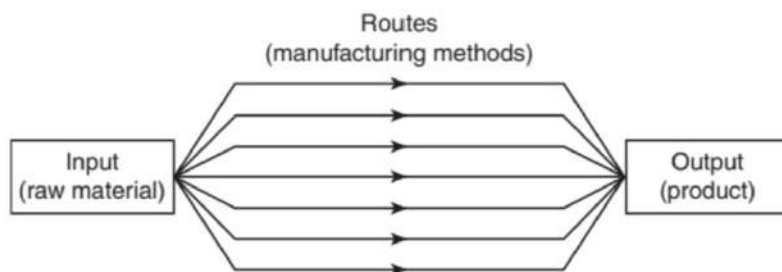 Routes
(manufacturing methods)
Input
(raw material)
Output
(product)